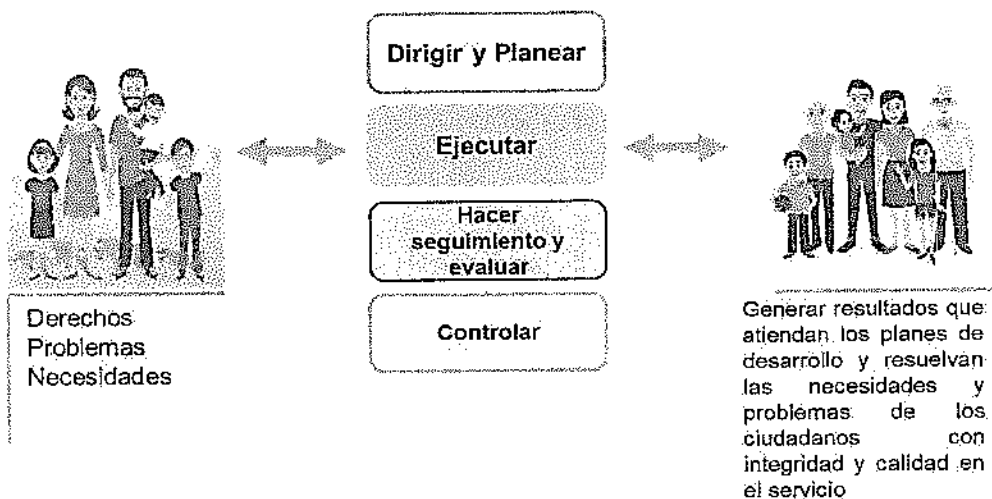 Dirigir y Planear
Ejecutar
Hacer
seguimiento y
evaluar
Controlar
Derechos
Problemas
Necesidades
Generar resultados que
atiendan los planes de
desarrollo y resuelvan
las necesidades y
problemas de los
ciudadanos con
integridad y calidad en
el servicio